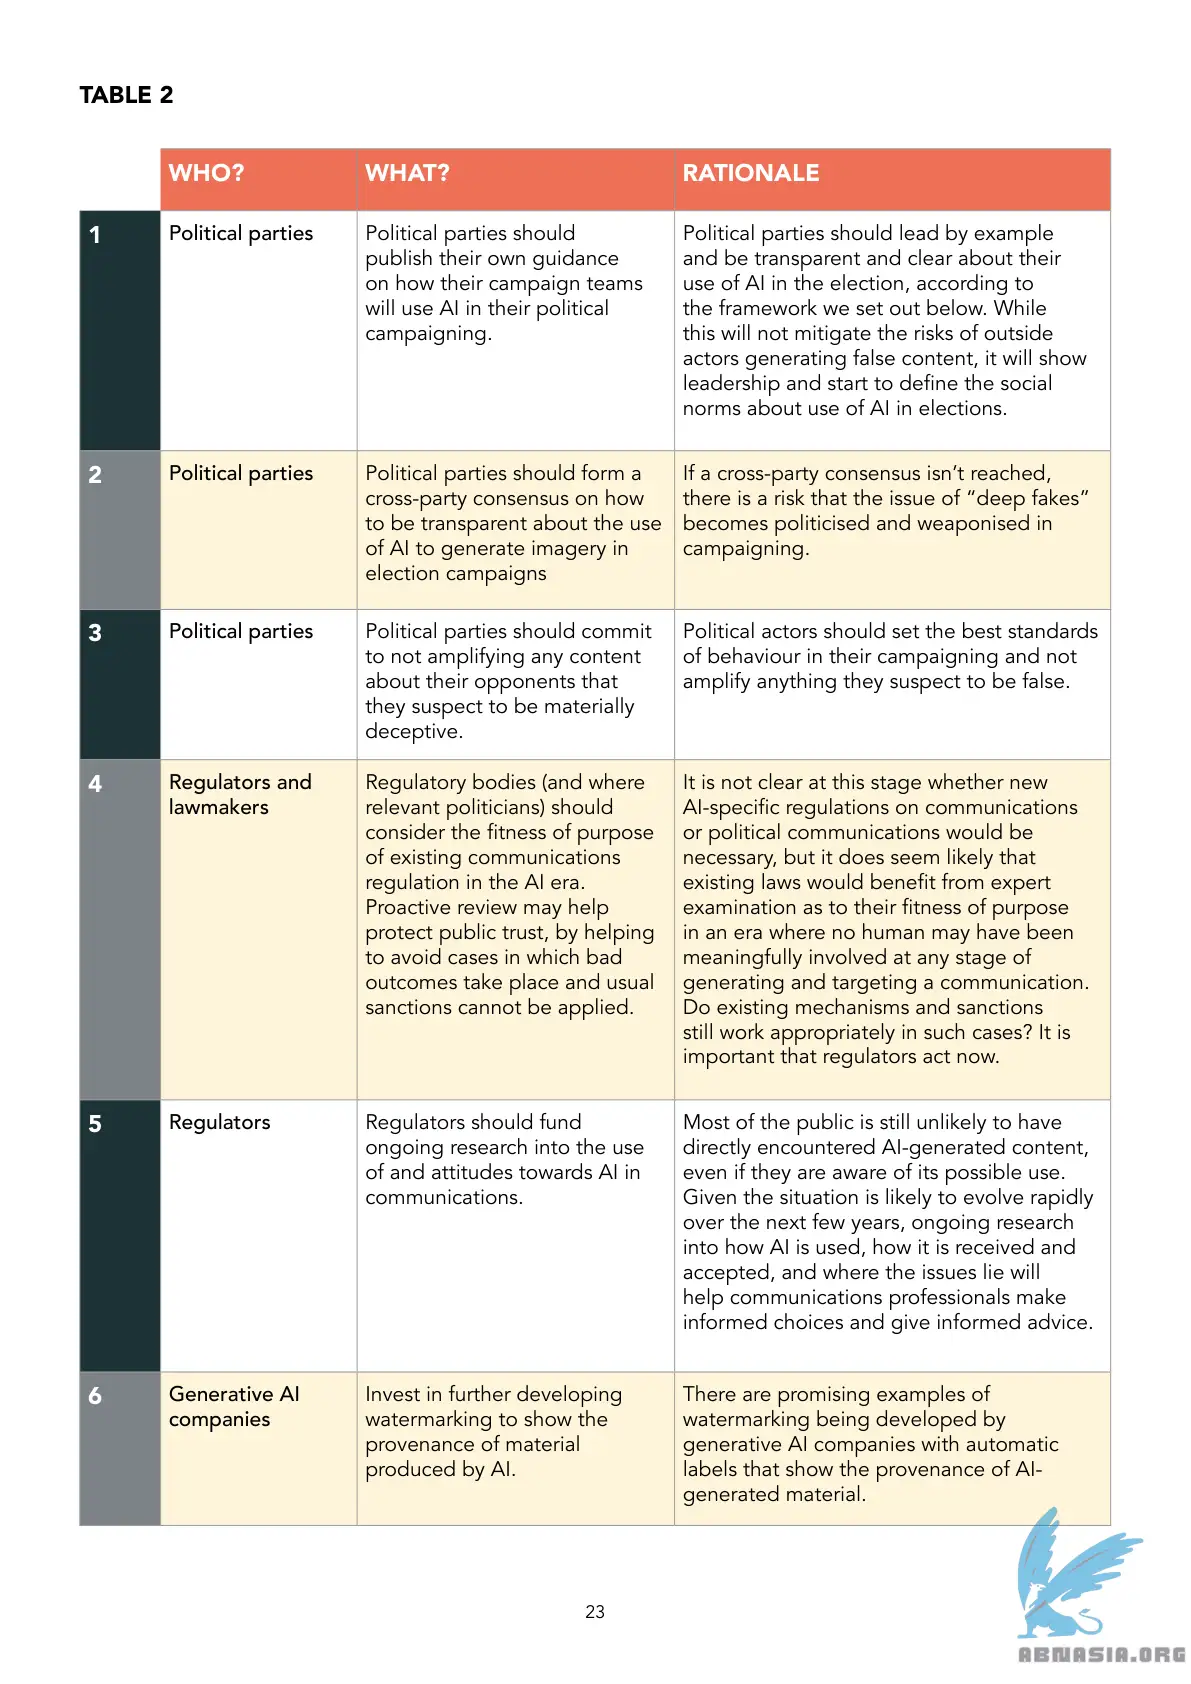 TABLE 2
WHO?
WHAT?
RATIONALE
1
Political parties
Political parties should
publish their own guidance
on how their campaign teams
will use AI in their political
campaigning.
Political parties should lead by example
and be transparent and clear about their
use of AI in the election, according to
the framework we set out below. While
this will not mitigate the risks of outside
actors generating false content, it will show
leadership and start to define the social
norms about use of AI in elections.
2
Political parties
Political parties should form a
cross-party consensus on how
to be transparent about the use
of AI to generate imagery in
election campaigns
If a cross-party consensus isn’t reached,
there is a risk that the issue of “deep fakes”
becomes politicised and weaponised in
campaigning.
3
Political parties
Political parties should commit
to not amplifying any content
about their opponents that
they suspect to be materially
deceptive.
Political actors should set the best standards
of behaviour in their campaigning and not
amplify anything they suspect to be false.
4
Regulators and
lawmakers
Regulatory bodies (and where
relevant politicians) should
consider the fitness of purpose
of existing communications
regulation in the AI era.
Proactive review may help
protect public trust, by helping
to avoid cases in which bad
outcomes take place and usual
sanctions cannot be applied.
It is not clear at this stage whether new
AI-specific regulations on communications
or political communications would be
necessary, but it does seem likely that
existing laws would benefit from expert
examination as to their fitness of purpose
in an era where no human may have been
meaningfully involved at any stage of
generating and targeting a communication.
Do existing mechanisms and sanctions
still work appropriately in such cases? It is
important that regulators act now.
5
Regulators
Regulators should fund
ongoing research into the use
of and attitudes towards AI in
communications.
Most of the public is still unlikely to have
directly encountered AI-generated content,
even if they are aware of its possible use.
Given the situation is likely to evolve rapidly
over the next few years, ongoing research
into how AI is used, how it is received and
accepted, and where the issues lie will
help communications professionals make
informed choices and give informed advice.
6
Generative AI
companies
Invest in further developing
watermarking to show the
provenance of material
produced by AI.
There are promising examples of
watermarking being developed by
generative AI companies with automatic
labels that show the provenance of AI-
generated material.
23
ABNASIA.ORG